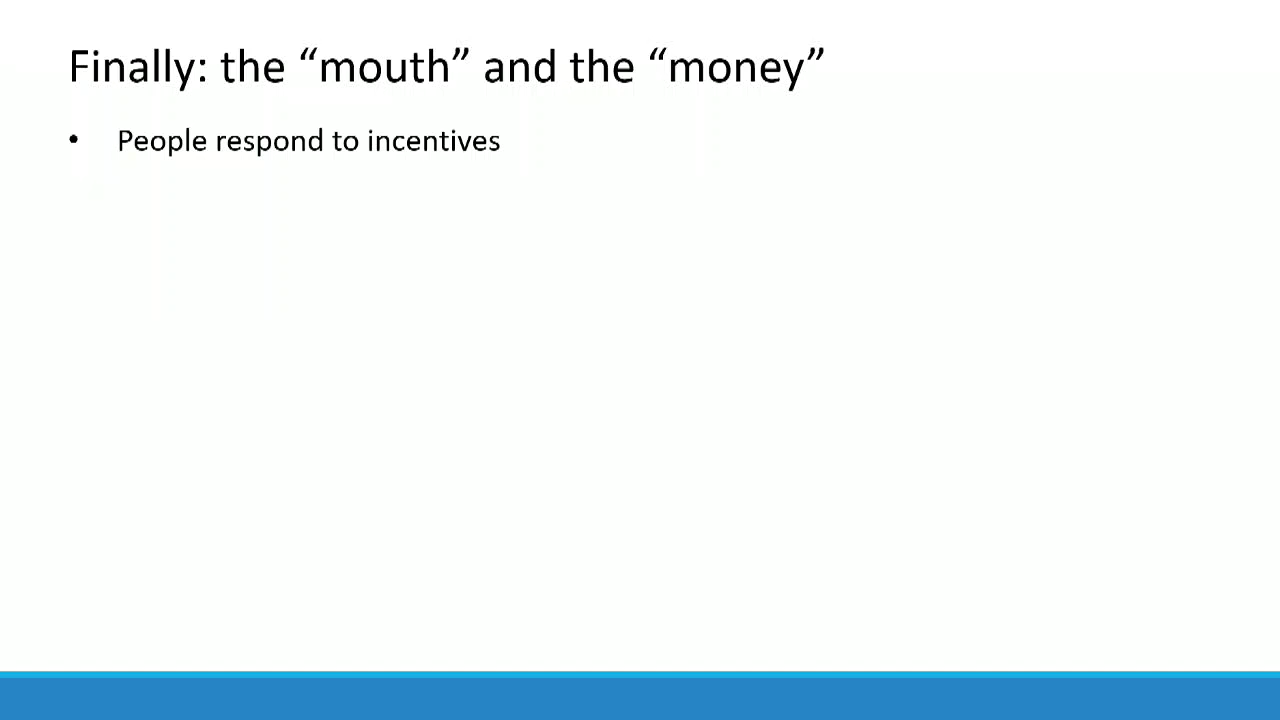 Finally: the “mouth” and the “money”
• People respond to incentives